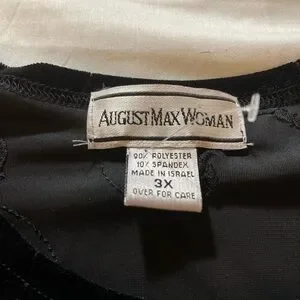 AUGUST MAX WOMAN
90% POLYESTER
10% SPANDEX
MADE IN ISRAEL
3X
OVER FOR CARE